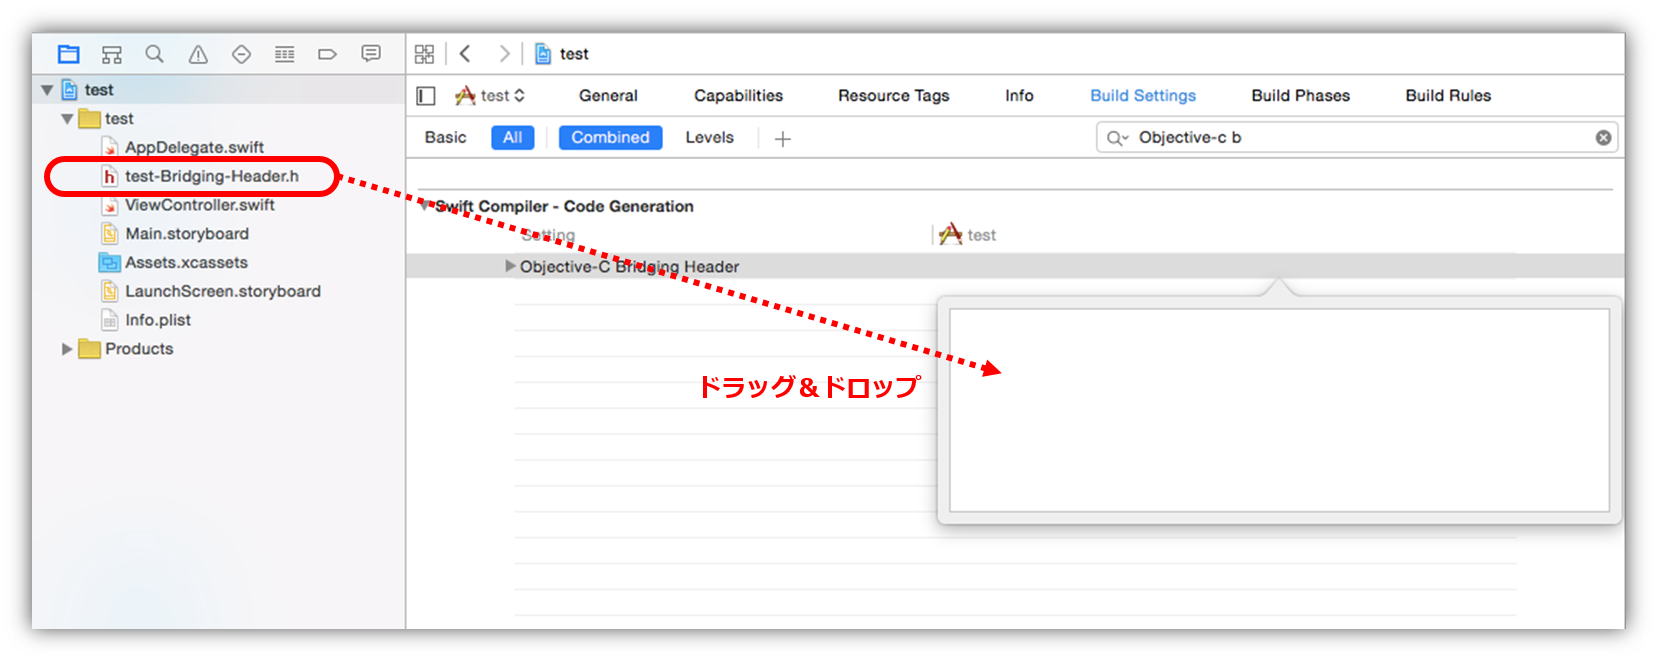 test
test
AppDelegate.swift
test-Bridging-Header.h
ViewController.swift
Main.storyboard
Assets.xcassets
LaunchScreen.storyboard
Info.plist
Products
test
test General Capabilities Resource Tags Info Build Settings Build Phases Build Rules
Basic All Combined Levels Objective-c b
Swift Compiler - Code Generation
Setting test
Objective-C Bridging Header
ドラッグ＆ドロップ